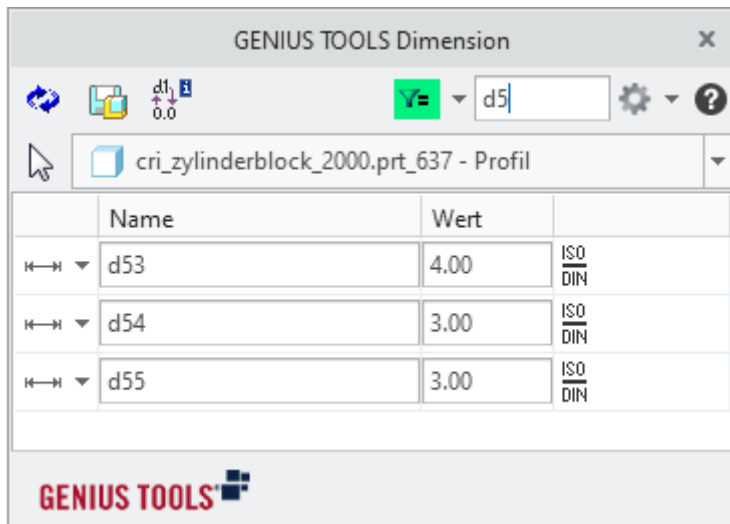 GENIUS TOOLS Dimension
d1 i
0.0
= d5
cri_zylinderblock_2000.prt_637 - Profil
Name Wert
d53 4.00 ISO
DIN
d54 3.00 ISO
DIN
d55 3.00 ISO
DIN
GENIUS TOOLS